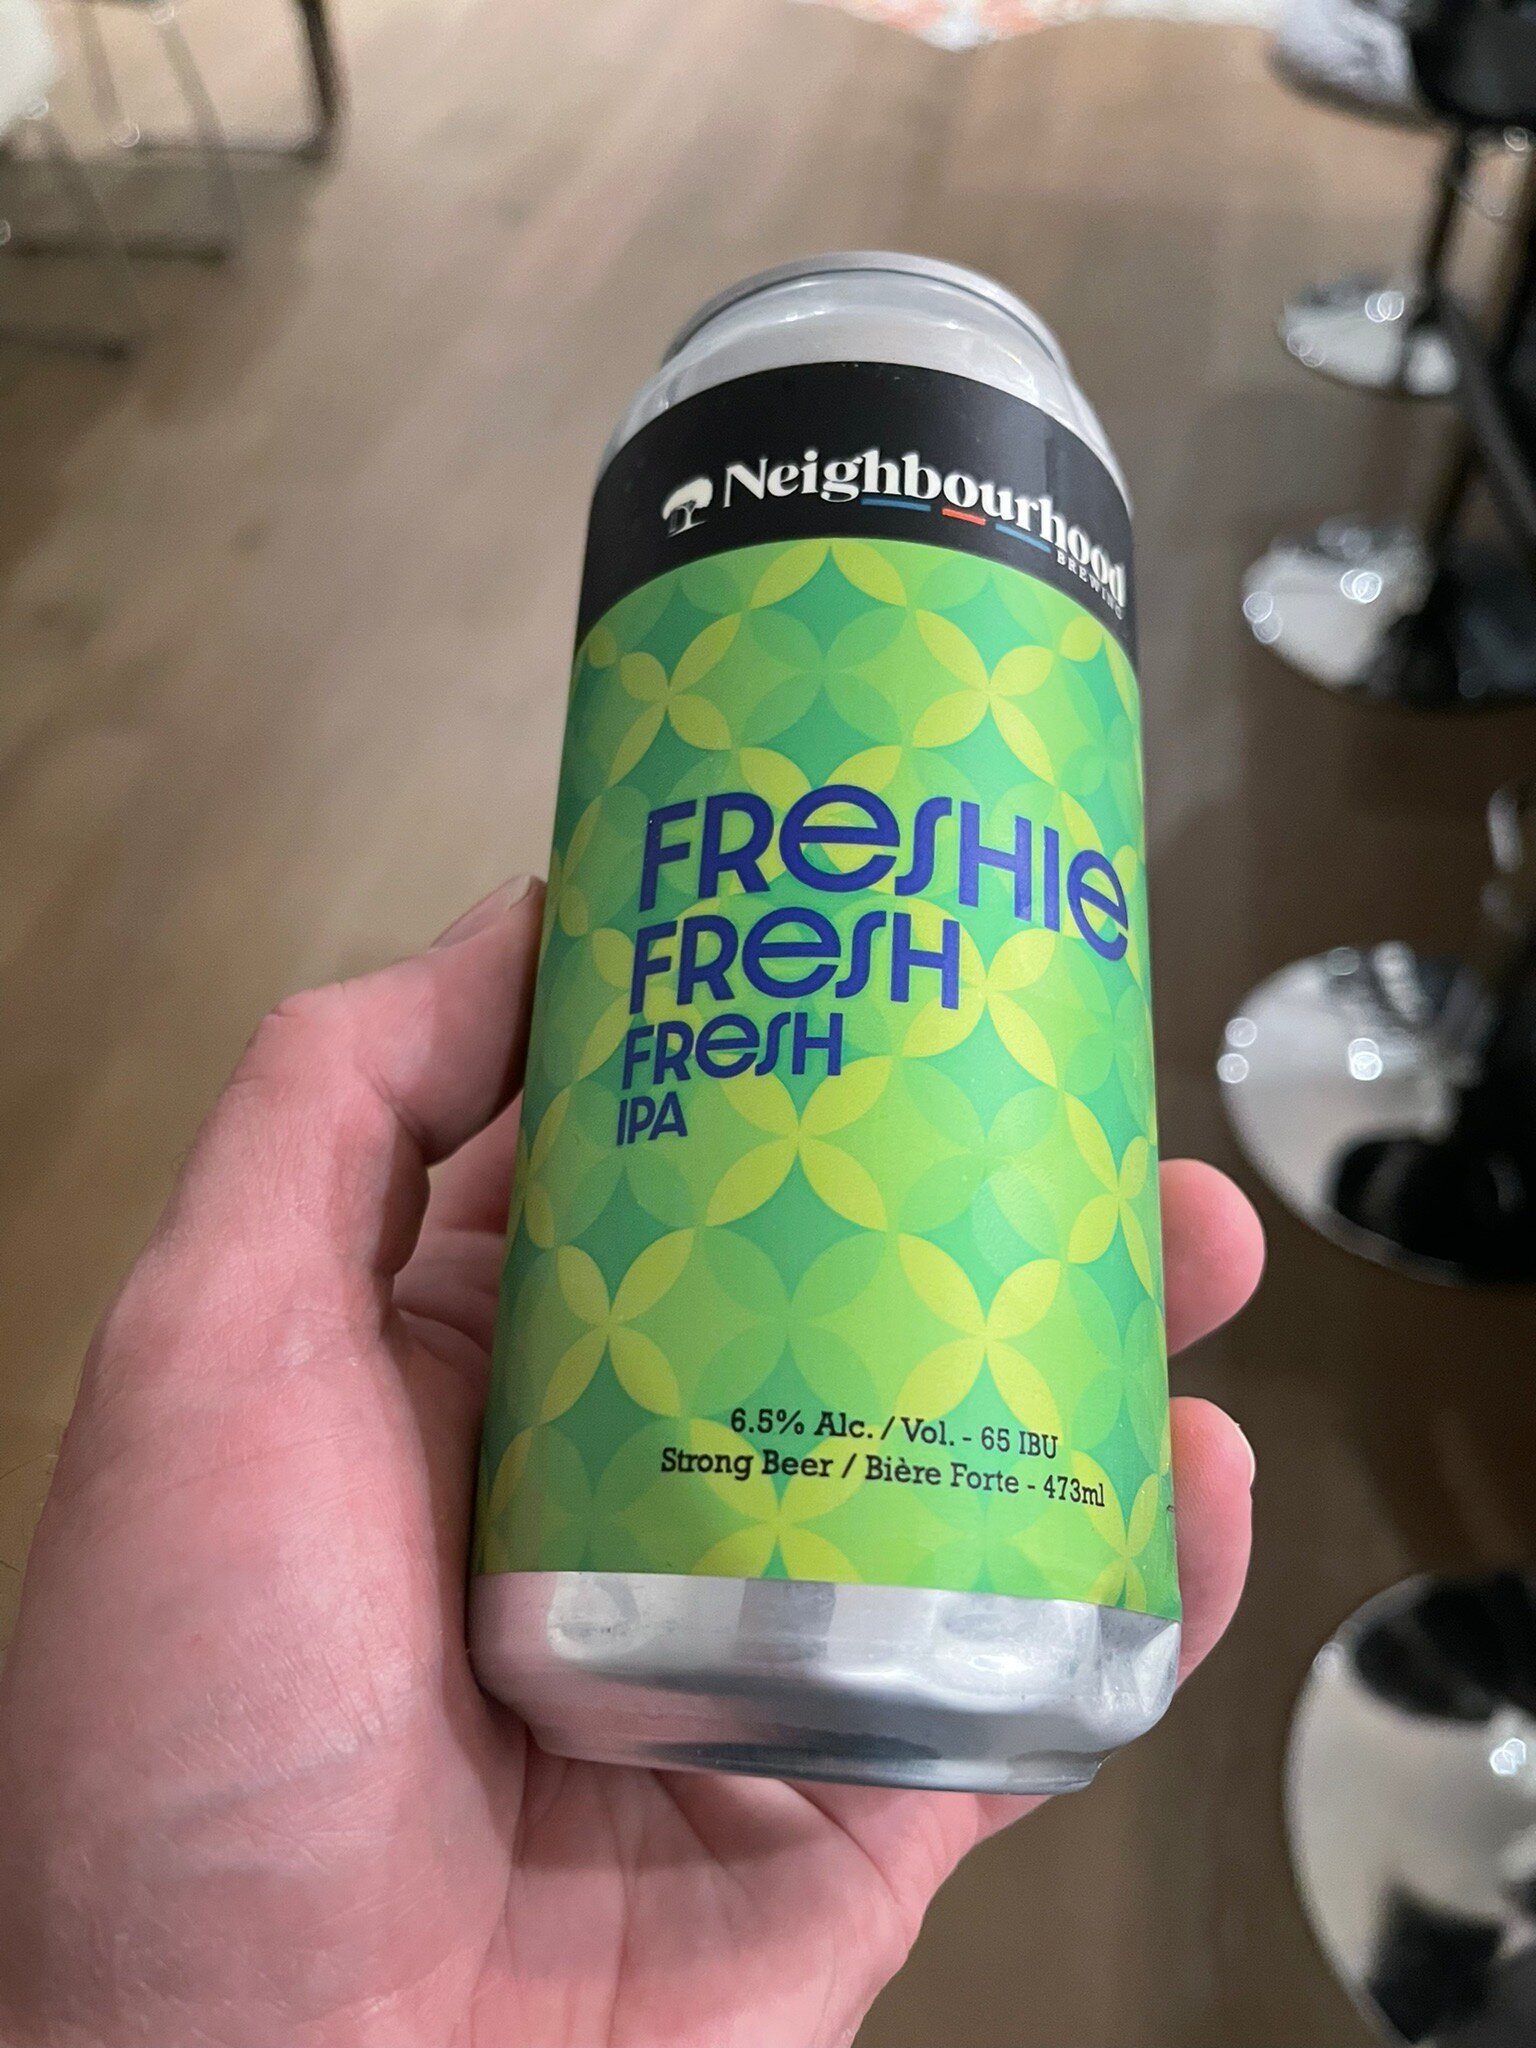 Neighbourhood
BREWING
FRESHIE
FRESH
FRESH
IPA
6.5% Alc. / Vol. - 65 IBU
Strong Beer / Bière Forte - 473ml